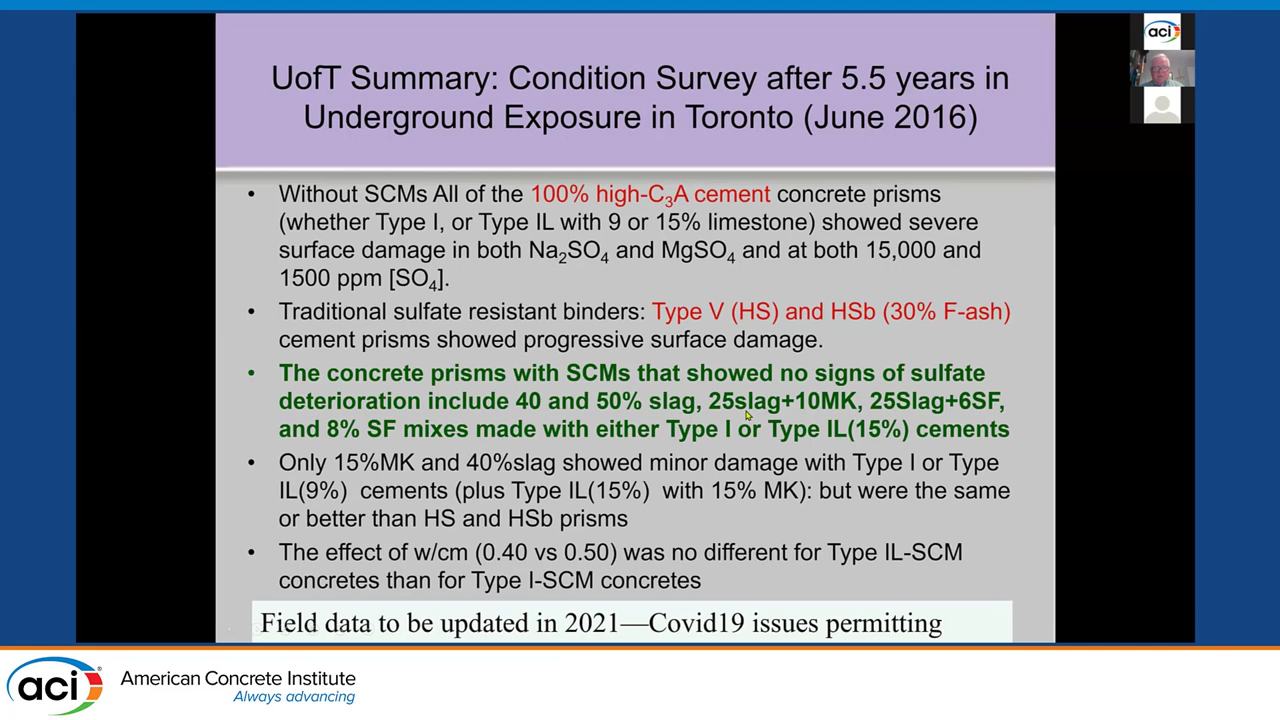 aci
UofT Summary: Condition Survey after 5.5 years in
Underground Exposure in Toronto (June 2016)
• Without SCMs All of the 100% high-C₃A cement concrete prisms
(whether Type I, or Type IL with 9 or 15% limestone) showed severe
surface damage in both Na₂SO₄ and MgSO₄ and at both 15,000 and
1500 ppm [SO₄].
• Traditional sulfate resistant binders: Type V (HS) and HSb (30% F-ash)
cement prisms showed progressive surface damage.
• The concrete prisms with SCMs that showed no signs of sulfate
deterioration include 40 and 50% slag, 25slag+10MK, 25Slag+6SF,
and 8% SF mixes made with either Type I or Type IL(15%) cements
• Only 15%MK and 40%slag showed minor damage with Type I or Type
IL(9%) cements (plus Type IL(15%) with 15% MK): but were the same
or better than HS and HSb prisms
• The effect of w/cm (0.40 vs 0.50) was no different for Type IL-SCM
concretes than for Type I-SCM concretes
Field data to be updated in 2021—Covid19 issues permitting
aci®
American Concrete Institute
Always advancing